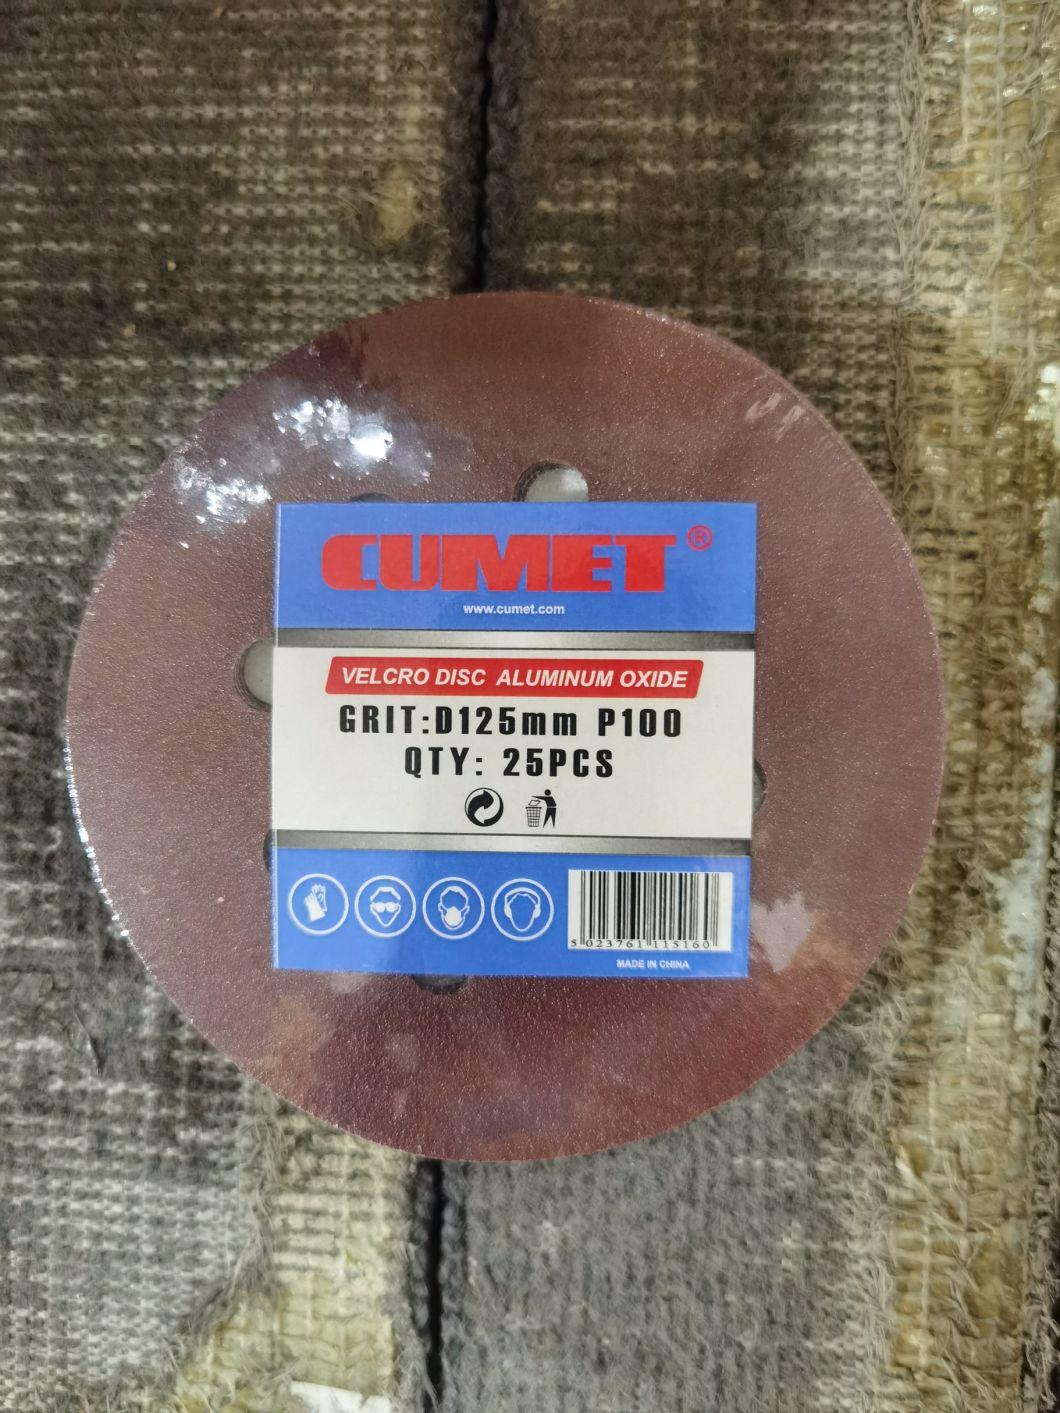 CUMET®
www.cumet.com
VELCRO DISC ALUMINUM OXIDE
GRIT:D125mm P100
QTY: 25PCS
5 023761 115160
MADE IN CHINA